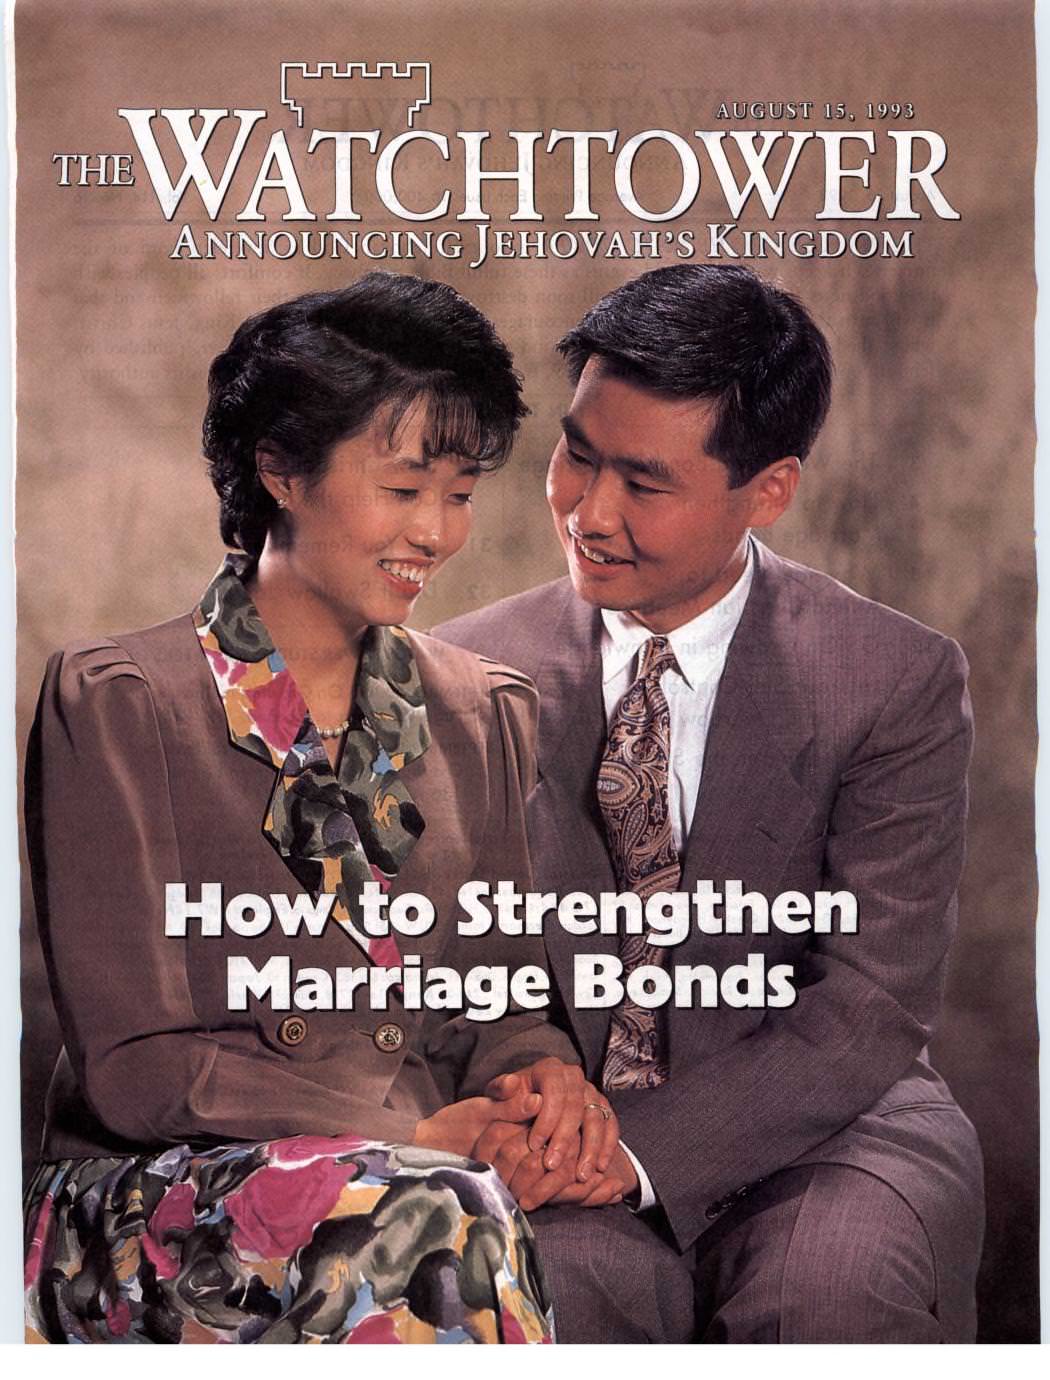 AUGUST 15, 1993
THE WATCHTOWER
ANNOUNCING JEHOVAH'S KINGDOM
How to Strengthen
Marriage Bonds